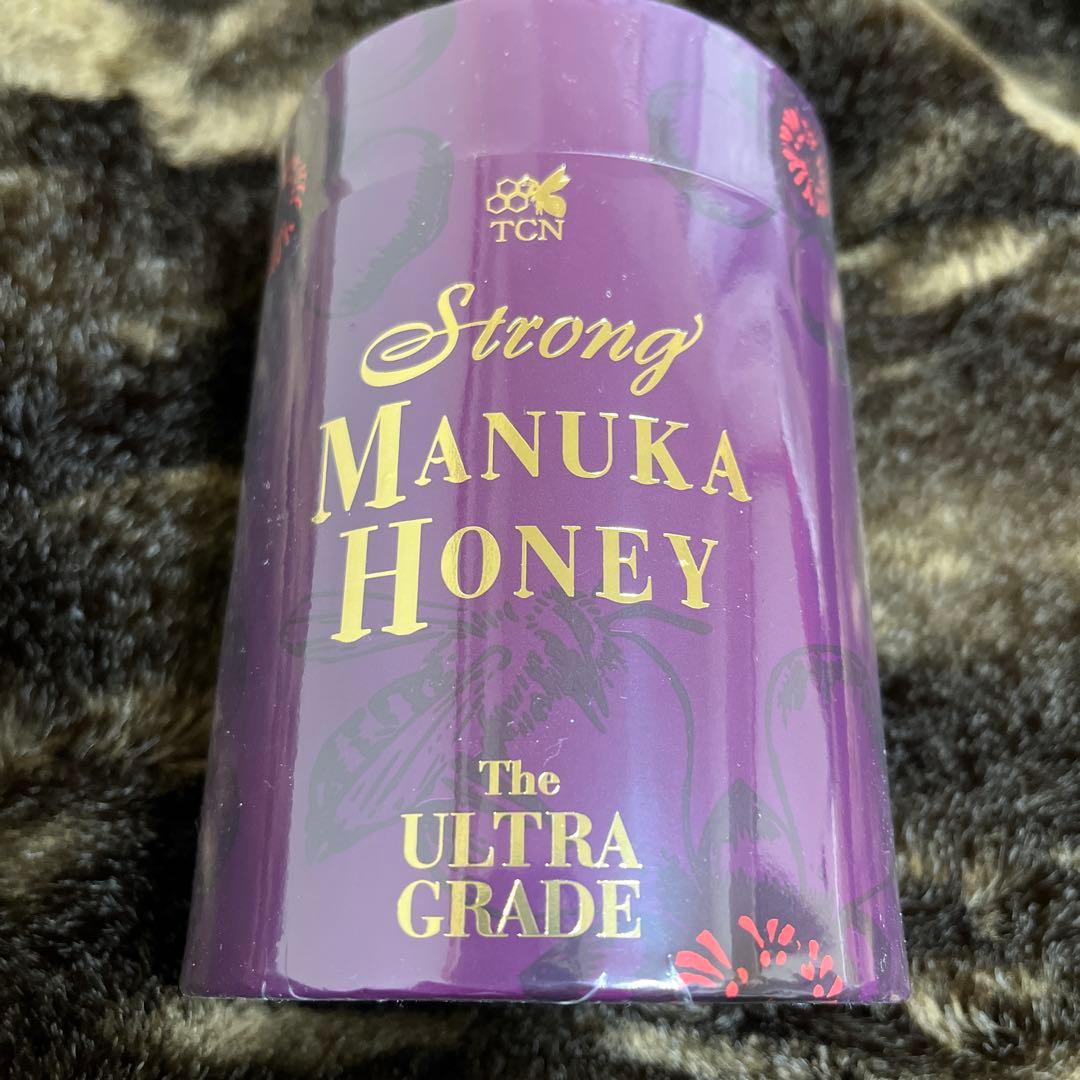 TCN
Strong
MANUKA
HONEY
The
ULTRA
GRADE